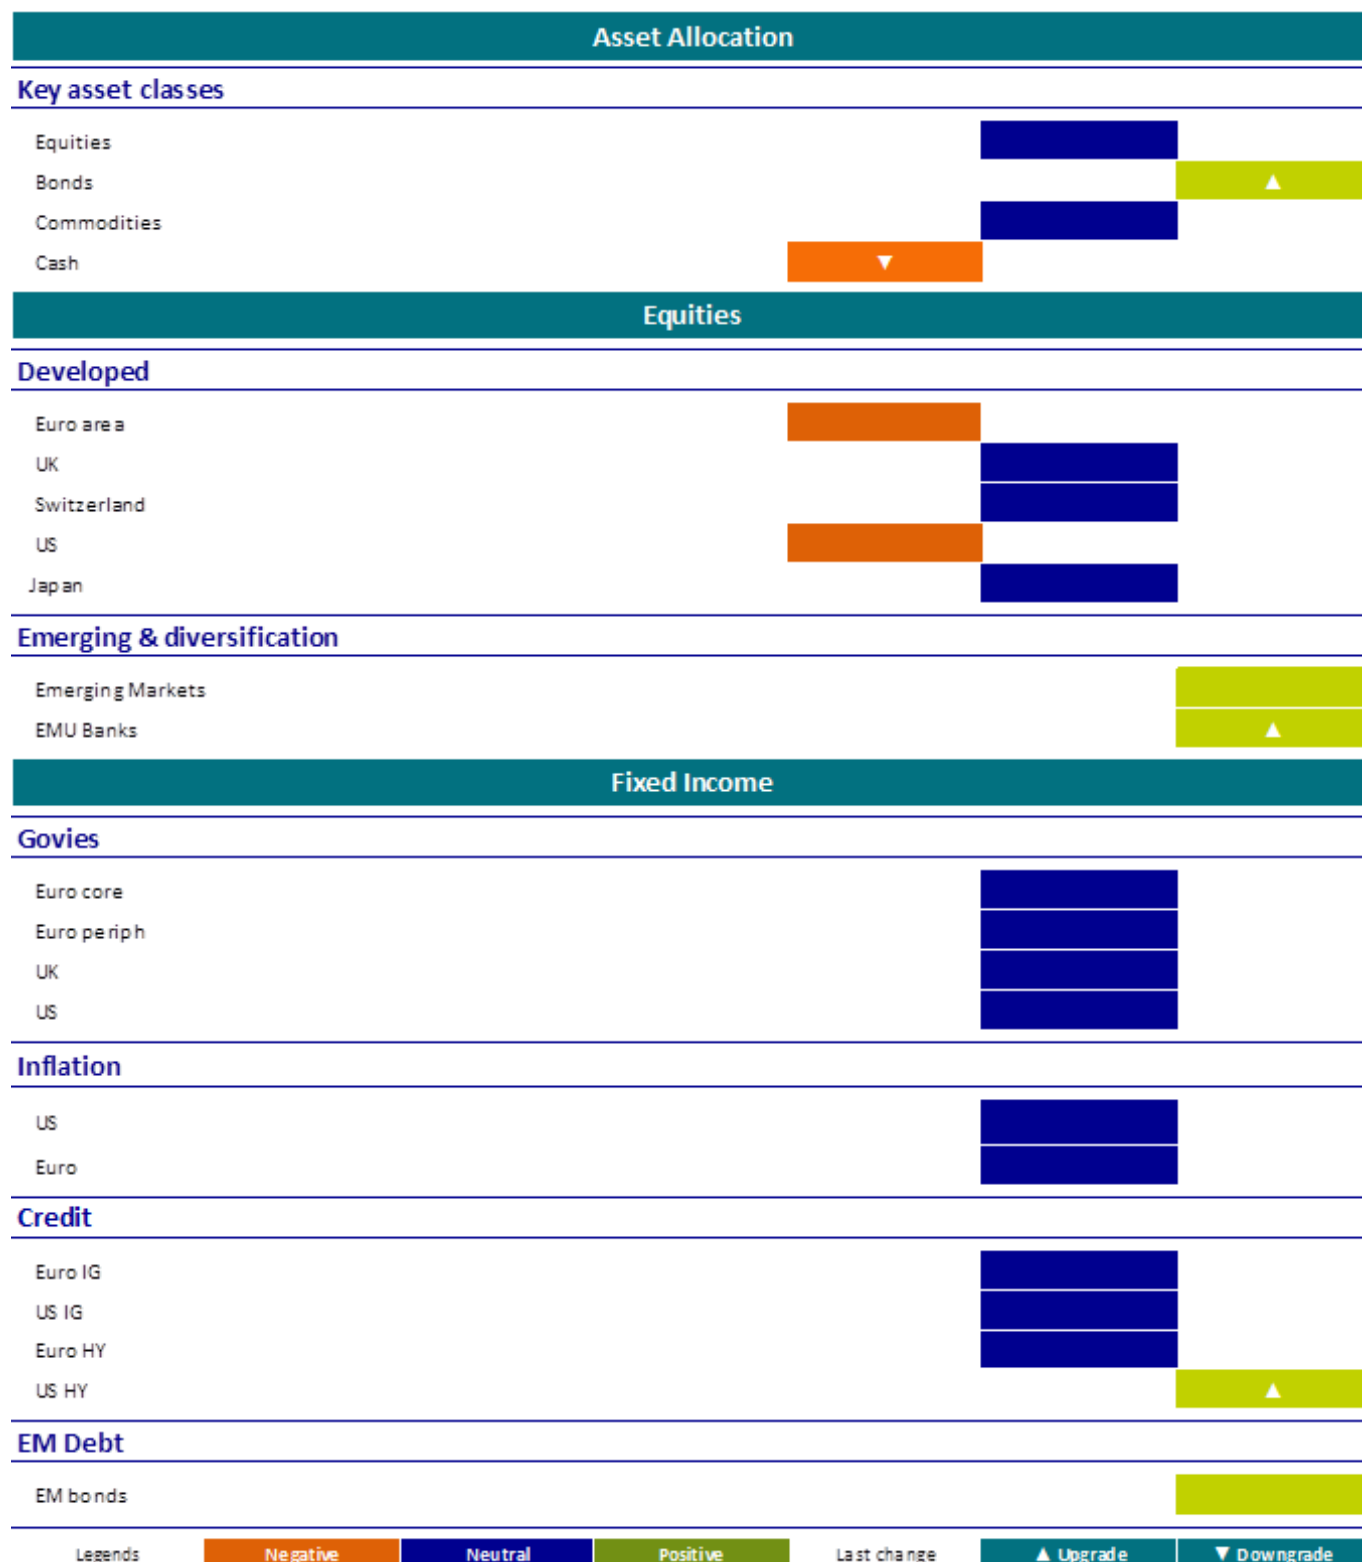 Asset Allocation
Key asset classes
Equities
Bonds ▲
Commodities
Cash ▼
Equities
Developed
Euro area
UK
Switzerland
US
Japan
Emerging & diversification
Emerging Markets
EMU Banks ▲
Fixed Income
Govies
Euro core
Euro periph
UK
US
Inflation
US
Euro
Credit
Euro IG
US IG
Euro HY
US HY ▲
EM Debt
EM bonds
Legends Negative Neutral Positive Last change ▲ Upgrade ▼ Downgrade